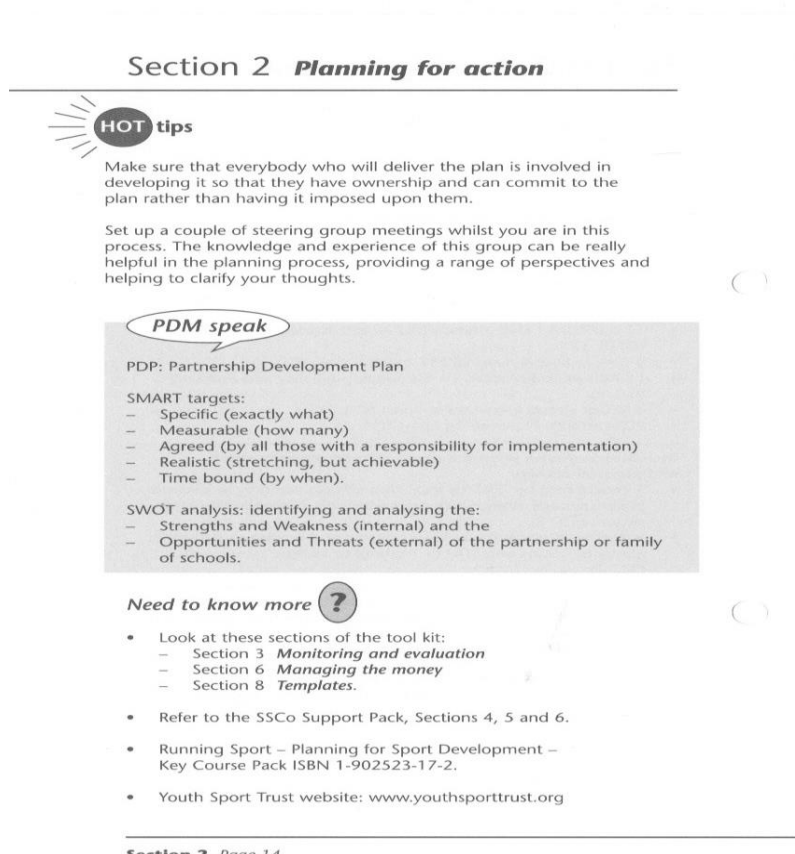 Section 2 Planning for action
HOT tips
Make sure that everybody who will deliver the plan is involved in
developing it so that they have ownership and can commit to the
plan rather than having it imposed upon them.
Set up a couple of steering group meetings whilst you are in this
process. The knowledge and experience of this group can be really
helpful in the planning process, providing a range of perspectives and
helping to clarify your thoughts.
PDM speak
PDP: Partnership Development Plan
SMART targets:
– Specific (exactly what)
– Measurable (how many)
– Agreed (by all those with a responsibility for implementation)
– Realistic (stretching, but achievable)
– Time bound (by when).
SWOT analysis: identifying and analysing the:
– Strengths and Weakness (internal) and the
– Opportunities and Threats (external) of the partnership or family
of schools.
Need to know more ?
• Look at these sections of the tool kit:
– Section 3 Monitoring and evaluation
– Section 6 Managing the money
– Section 8 Templates.
• Refer to the SSCo Support Pack, Sections 4, 5 and 6.
• Running Sport – Planning for Sport Development –
Key Course Pack ISBN 1-902523-17-2.
• Youth Sport Trust website: www.youthsporttrust.org
Section 2 Page 14